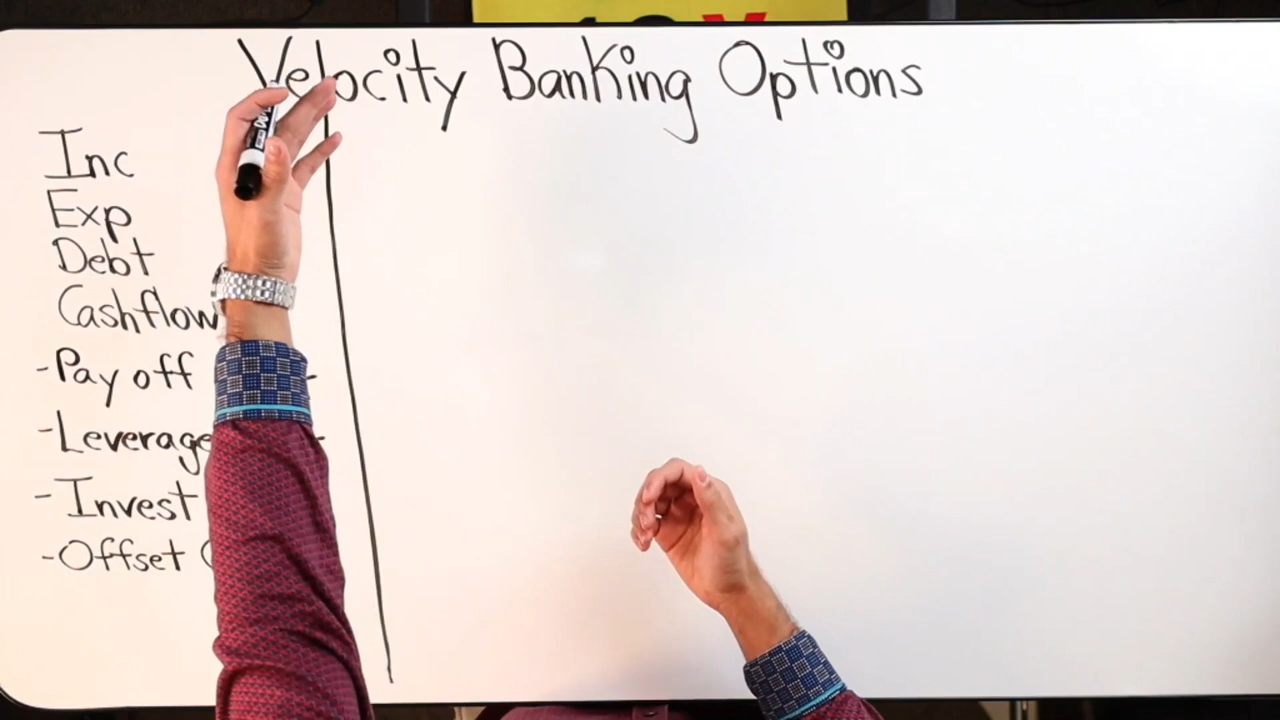 Velocity Banking Options
Inc
Exp
Debt
Cashflow
-Pay off
-Leverage
-Invest
-Offset